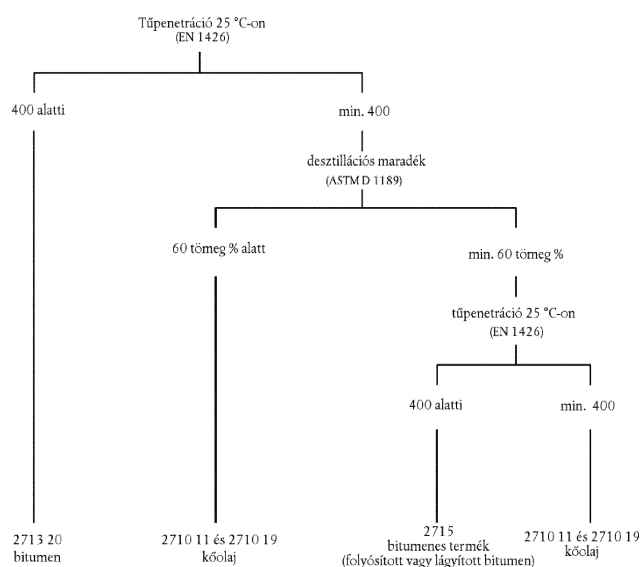 Tűpenetráció 25 °C-on
(EN 1426)
400 alatti
min. 400
desztillációs maradék
(ASTM D 1189)
60 tömeg % alatt
min. 60 tömeg %
tűpenetráció 25 °C-on
(EN 1426)
400 alatti
min. 400
2713 20
bitumen
2710 11 és 2710 19
kőolaj
2715
bitumenes termék
(folyósított vagy lágyított bitumen)
2710 11 és 2710 19
kőolaj